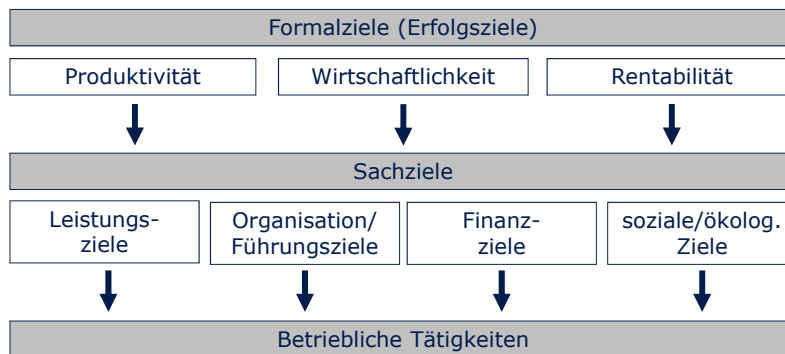 Formalziele (Erfolgsziele)
Produktivität
Wirtschaftlichkeit
Rentabilität
Sachziele
Leistungs-
ziele
Organisation/
Führungsziele
Finanz-
ziele
soziale/ökolog.
Ziele
Betriebliche Tätigkeiten